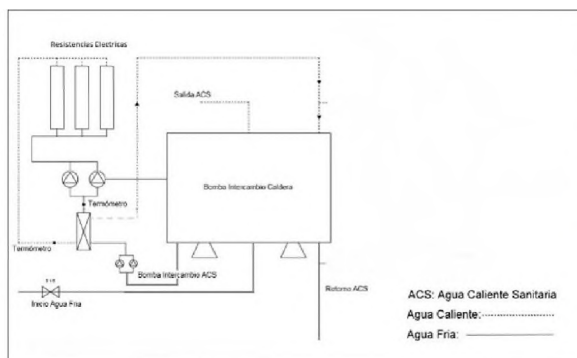 Resistencias Electricas
Salida ACS
Bomba Intercambio Caldera
Termómetro
Termómetro
Bomba Intercambio ACS
Inicio Agua Fria
Retorno ACS
ACS: Agua Caliente Sanitaria
Agua Caliente:
Agua Fria: